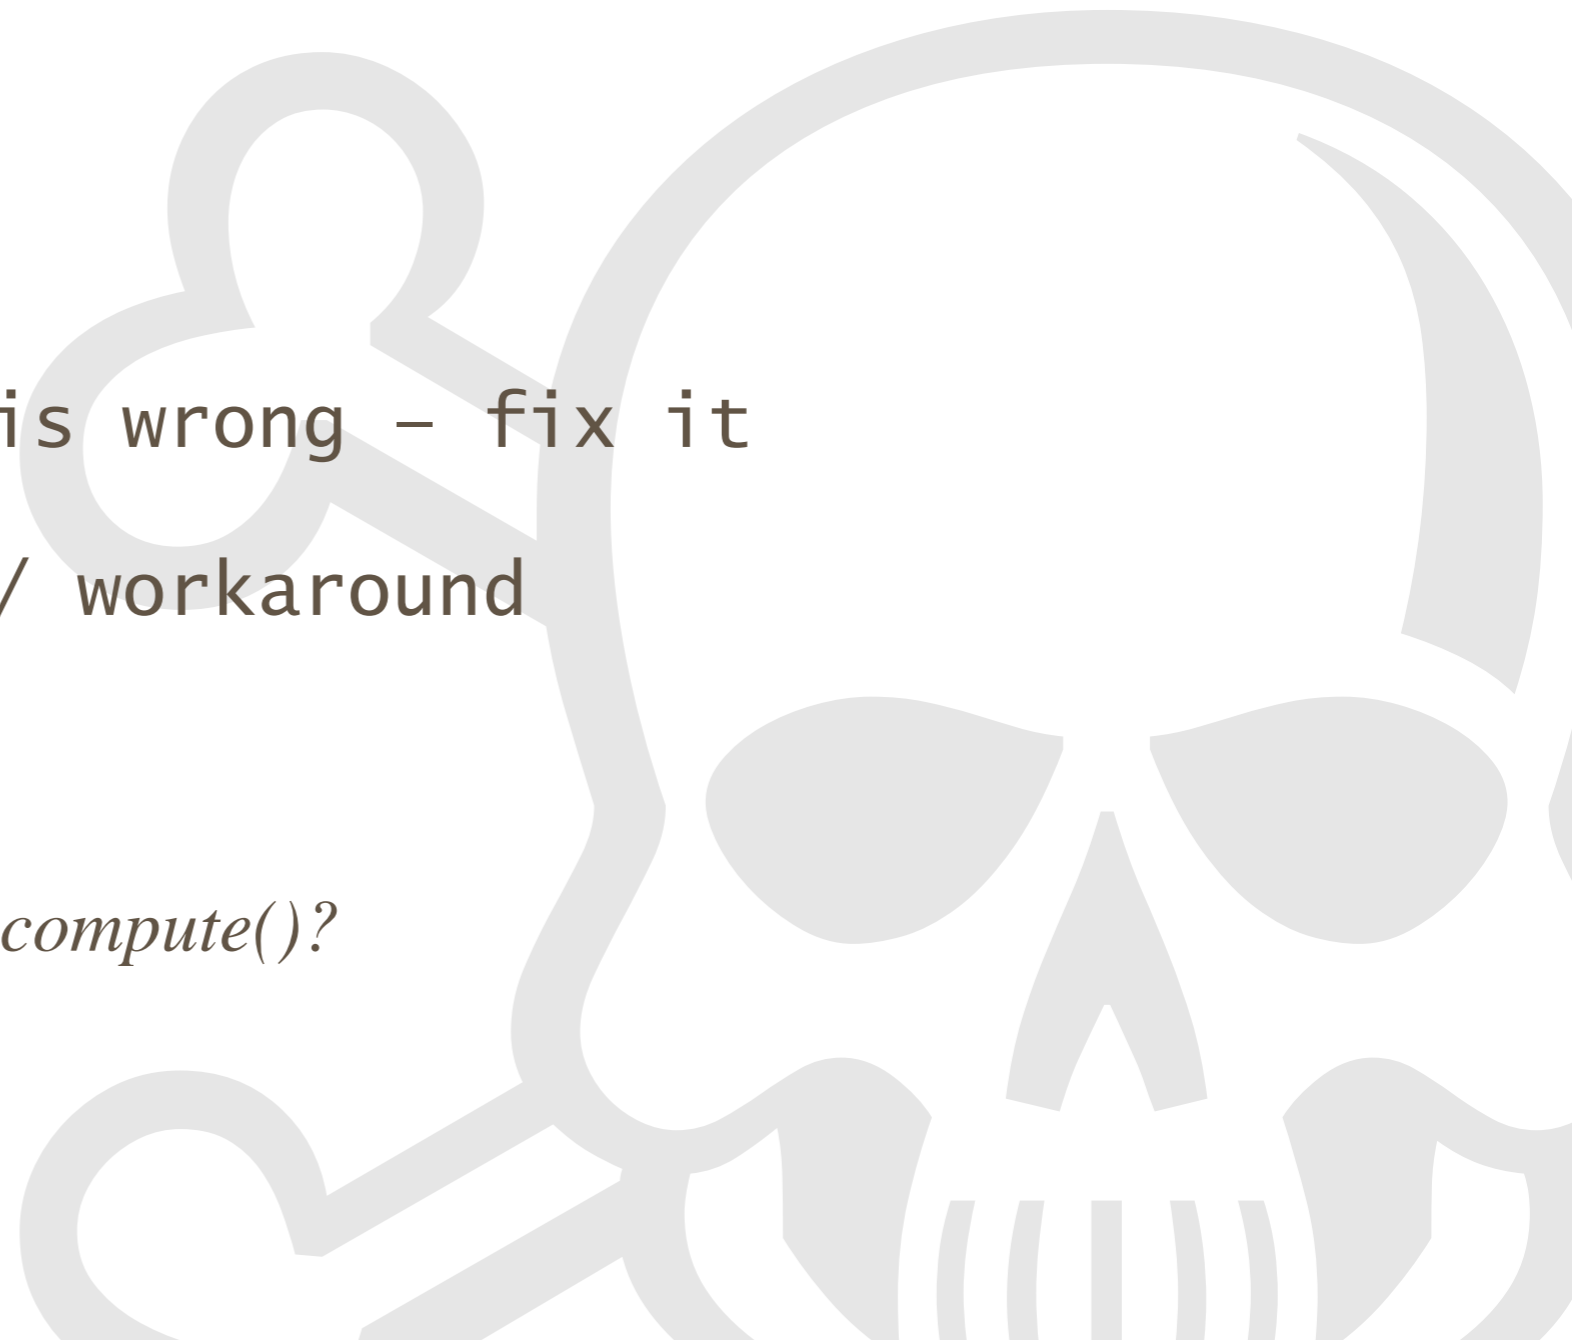 is wrong – fix it
/ workaround
compute()?